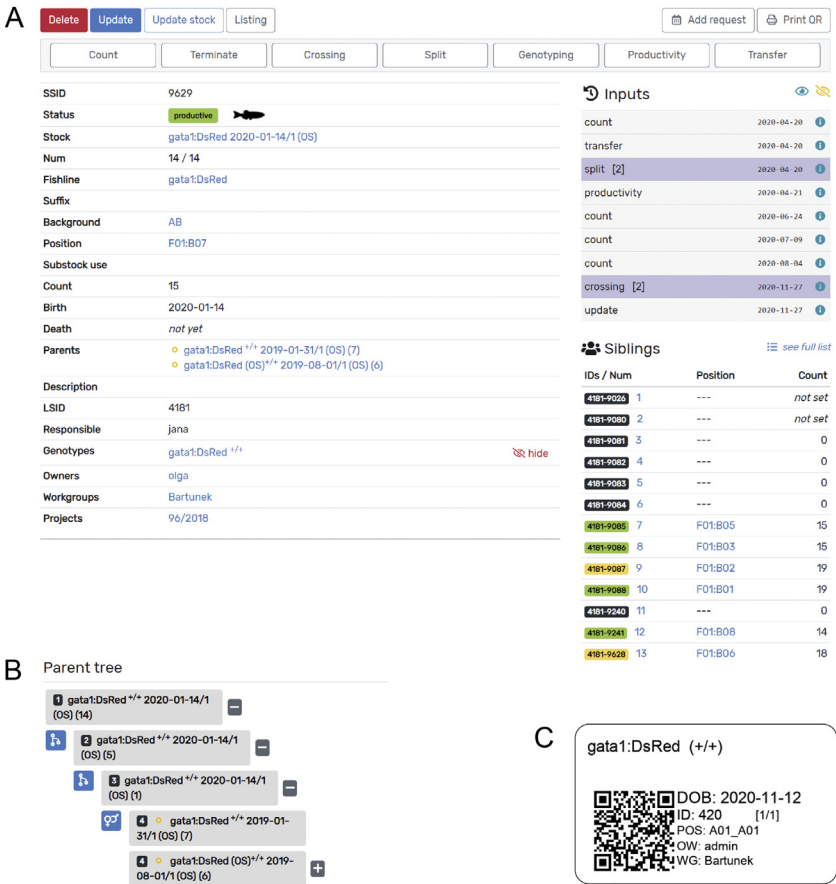 A
Delete Update Update stock Listing Add request Print QR
Count Terminate Crossing Split Genotyping Productivity Transfer
SSID 9629
Status productive
Stock gata1:DsRed 2020-01-14/1 (OS)
Num 14 / 14
Fishline gata1:DsRed
Suffix
Background AB
Position F01:B07
Substock use
Count 15
Birth 2020-01-14
Death not yet
Parents gata1:DsRed +/+ 2019-01-31/1 (OS) (7)
gata1:DsRed (OS)+/+ 2019-08-01/1 (OS) (6)
Description
LSID 4181
Responsible jana
Genotypes gata1:DsRed +/+ hide
Owners olga
Workgroups Bartunek
Projects 96/2018
Inputs
count 2020-04-20
transfer 2020-04-20
split [2] 2020-04-20
productivity 2020-04-21
count 2020-06-24
count 2020-07-09
count 2020-08-04
crossing [2] 2020-11-27
update 2020-11-27
Siblings see full list
IDs / Num Position Count
4181-9026 1 --- not set
4181-9080 2 --- not set
4181-9081 3 --- 0
4181-9082 4 --- 0
4181-9083 5 --- 0
4181-9084 6 --- 0
4181-9085 7 F01:B05 15
4181-9086 8 F01:B03 15
4181-9087 9 F01:B02 19
4181-9088 10 F01:B01 19
4181-9240 11 --- 0
4181-9241 12 F01:B08 14
4181-9628 13 F01:B06 18
B
Parent tree
1 gata1:DsRed +/+ 2020-01-14/1
(OS) (14)
2 gata1:DsRed +/+ 2020-01-14/1
(OS) (5)
3 gata1:DsRed +/+ 2020-01-14/1
(OS) (1)
4 gata1:DsRed +/+ 2019-01-
31/1 (OS) (7)
4 gata1:DsRed (OS)+/+ 2019-
08-01/1 (OS) (6)
C
gata1:DsRed (+/+)
DOB: 2020-11-12
ID: 420 [1/1]
POS: A01_A01
OW: admin
WG: Bartunek